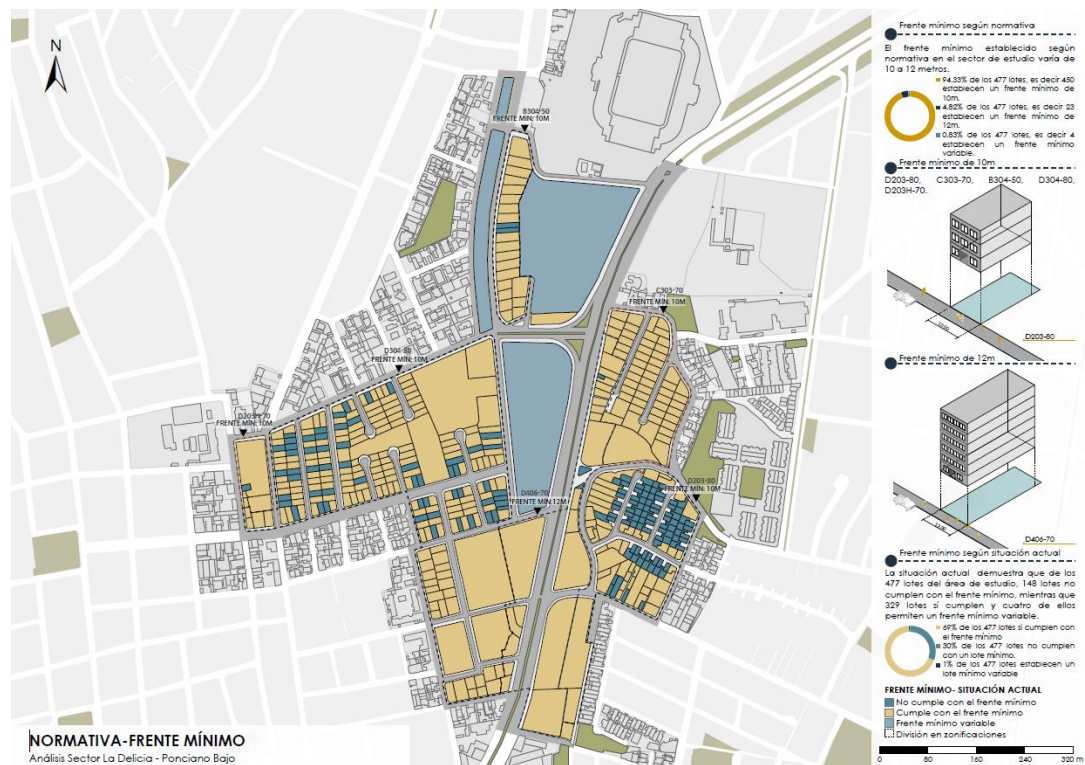 N
B304-50
FRENTE MIN: 10M
C303-70
FRENTE MIN: 10M
D304-80
FRENTE MIN: 10M
D203H-70
FRENTE MIN: 10M
D406-70
FRENTE MIN:12M
D203-80
FRENTE MIN: 10M
NORMATIVA-FRENTE MÍNIMO
Análisis Sector La Delicia - Ponciano Bajo
Frente mínimo según normativa
El frente mínimo establecido según
normativa en el sector de estudio varia de
10 a 12 metros.
94.33% de los 477 lotes, es decir 450
establecen un frente mínimo de
10m.
4.82% de los 477 lotes, es decir 23
establecen un frente mínimo de
12m.
0.83% de los 477 lotes, es decir 4
establecen un frente mínimo
variable.
Frente mínimo de 10m
D203-80, C303-70, B304-50, D304-80,
D203H-70.
10.00
D203-80
Frente mínimo de 12m
12.00
D406-70
Frente mínimo según situación actual
La situación actual demuestra que de los
477 lotes del área de estudio, 148 lotes no
cumplen con el frente mínimo, mientras que
329 lotes sí cumplen y cuatro de ellos
permiten un frente mínimo variable.
69% de los 477 lotes si cumplen con
el frente mínimo
30% de los 477 lotes no cumplen
con un lote mínimo.
1% de los 477 lotes establecen un
lote mínimo variable
FRENTE MÍNIMO- SITUACIÓN ACTUAL
No cumple con el frente mínimo
Cumple con el frente mínimo
Frente mínimo variable
División en zonificaciones
0 80 160 240 320 m